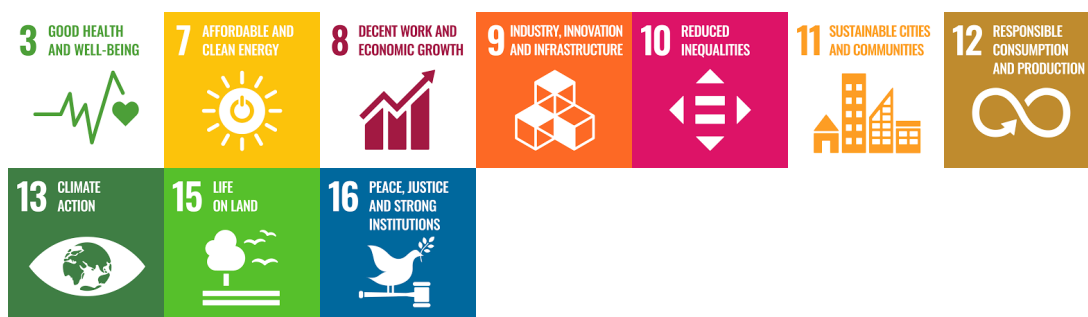 3 GOOD HEALTH
AND WELL-BEING
7 AFFORDABLE AND
CLEAN ENERGY
8 DECENT WORK AND
ECONOMIC GROWTH
9 INDUSTRY, INNOVATION
AND INFRASTRUCTURE
10 REDUCED
INEQUALITIES
11 SUSTAINABLE CITIES
AND COMMUNITIES
12 RESPONSIBLE
CONSUMPTION
AND PRODUCTION
13 CLIMATE
ACTION
15 LIFE
ON LAND
16 PEACE, JUSTICE
AND STRONG
INSTITUTIONS